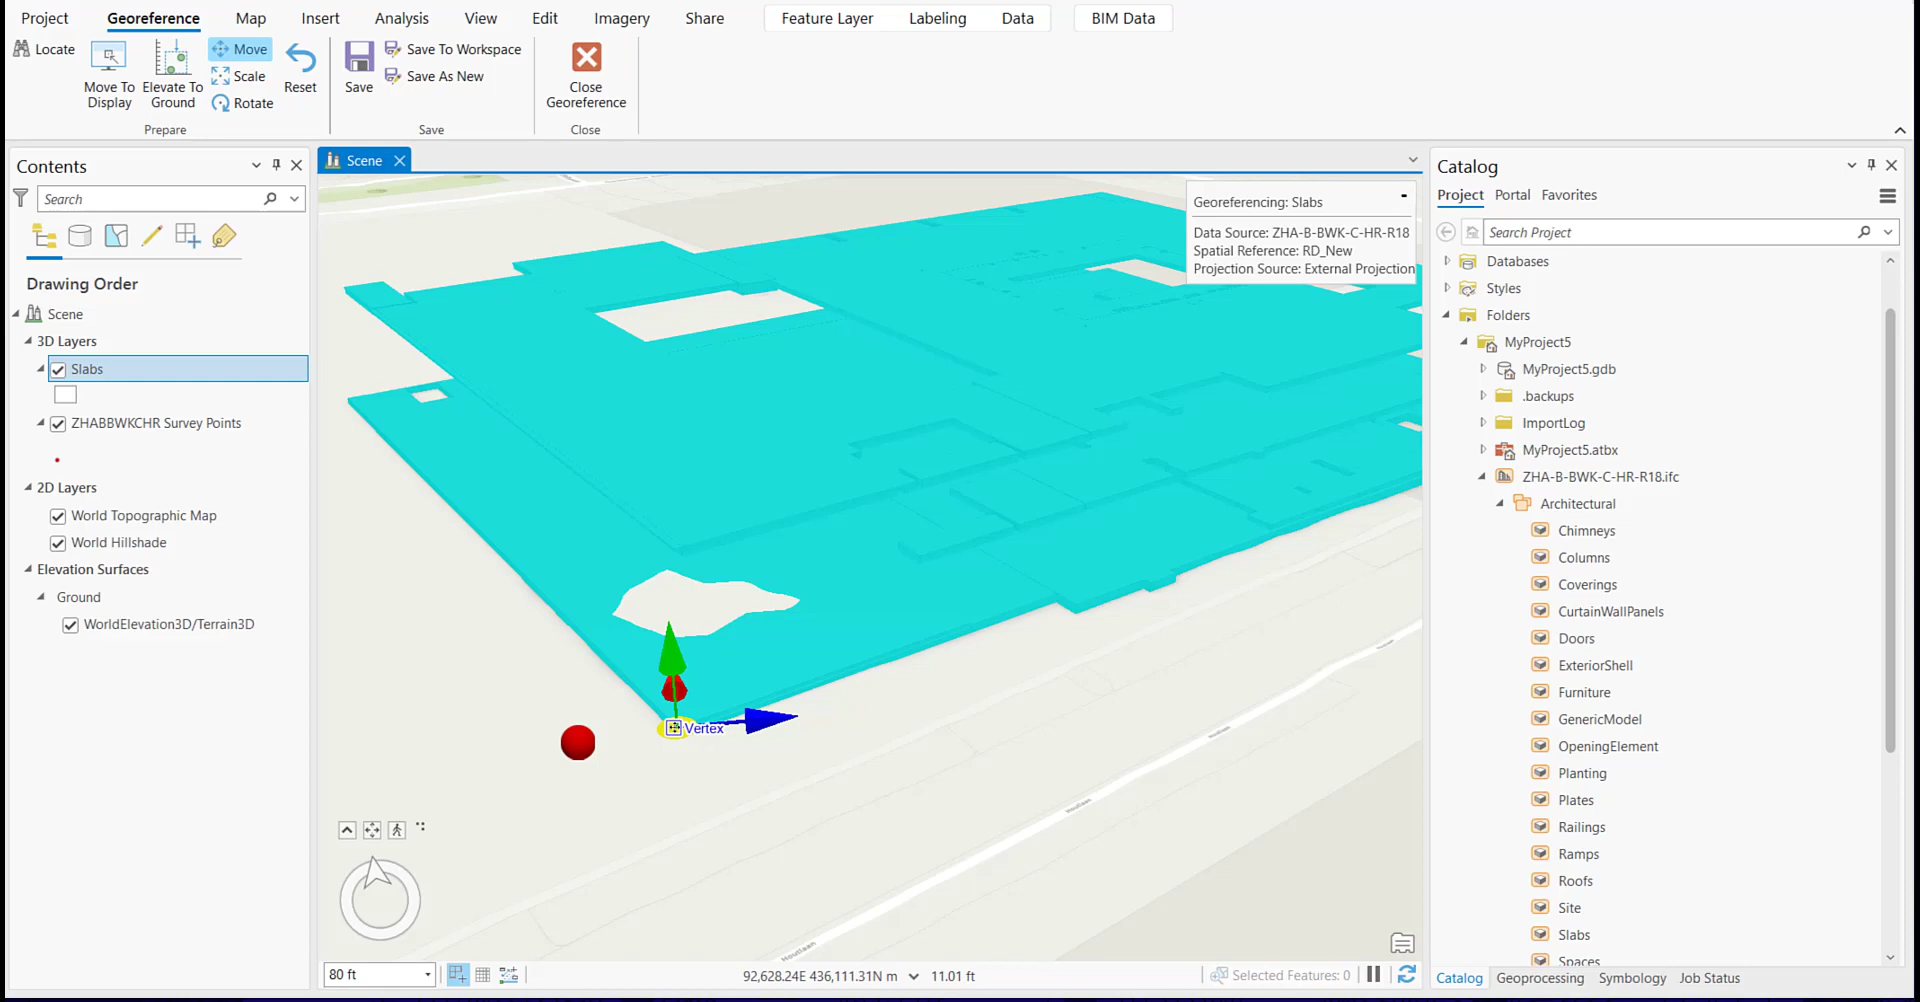 Project Georeference Map Insert Analysis View Edit Imagery Share Feature Layer Labeling Data BIM Data
Locate
Move To Display
Elevate To Ground
Move
Scale
Rotate
Reset
Prepare
Save
Save To Workspace
Save As New
Save
Close Georeference
Close
Contents
Search
Drawing Order
Scene
3D Layers
Slabs
ZHABBWKCHR Survey Points
2D Layers
World Topographic Map
World Hillshade
Elevation Surfaces
Ground
WorldElevation3D/Terrain3D
Scene
Georeferencing: Slabs
Data Source: ZHA-B-BWK-C-HR-R18
Spatial Reference: RD_New
Projection Source: External Projection
Vertex
Houtlaan
80 ft
92,628.24E 436,111.31N m
11.01 ft
Selected Features: 0
Catalog
Project Portal Favorites
Search Project
Databases
Styles
Folders
MyProject5
MyProject5.gdb
.backups
ImportLog
MyProject5.atbx
ZHA-B-BWK-C-HR-R18.ifc
Architectural
Chimneys
Columns
Coverings
CurtainWallPanels
Doors
ExteriorShell
Furniture
GenericModel
OpeningElement
Planting
Plates
Railings
Ramps
Roofs
Site
Slabs
Spaces
Catalog Geoprocessing Symbology Job Status